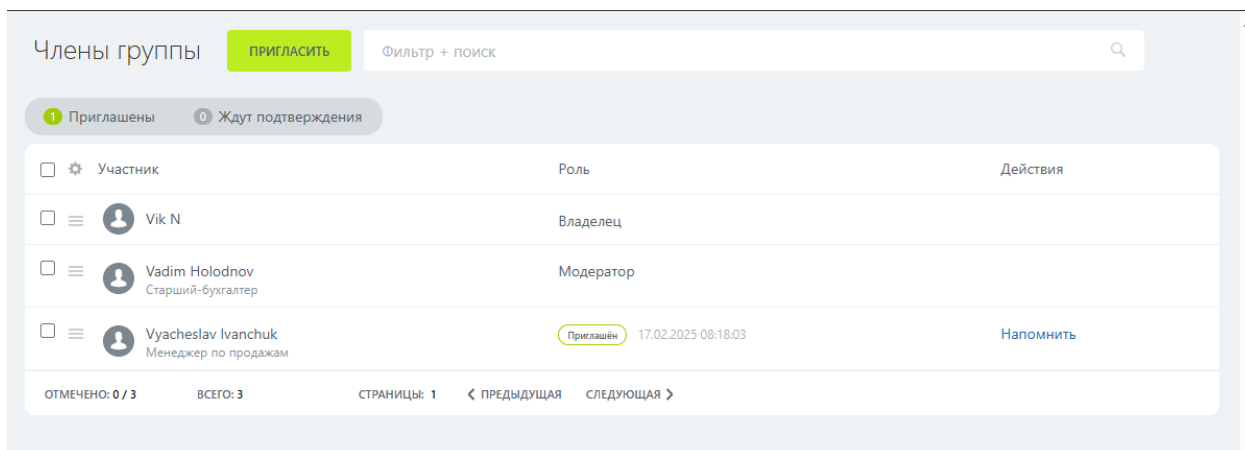 Члены группы ПРИГЛАСИТЬ Фильтр + поиск
1 Приглашены 0 Ждут подтверждения
Участник Роль Действия
Vik N Владелец
Vadim Holodnov Модератор
Старший-бухгалтер
Vyacheslav Ivanchuk Приглашён 17.02.2025 08:18:03 Напомнить
Менеджер по продажам
ОТМЕЧЕНО: 0 / 3 ВСЕГО: 3 СТРАНИЦЫ: 1 ПРЕДЫДУЩАЯ СЛЕДУЮЩАЯ